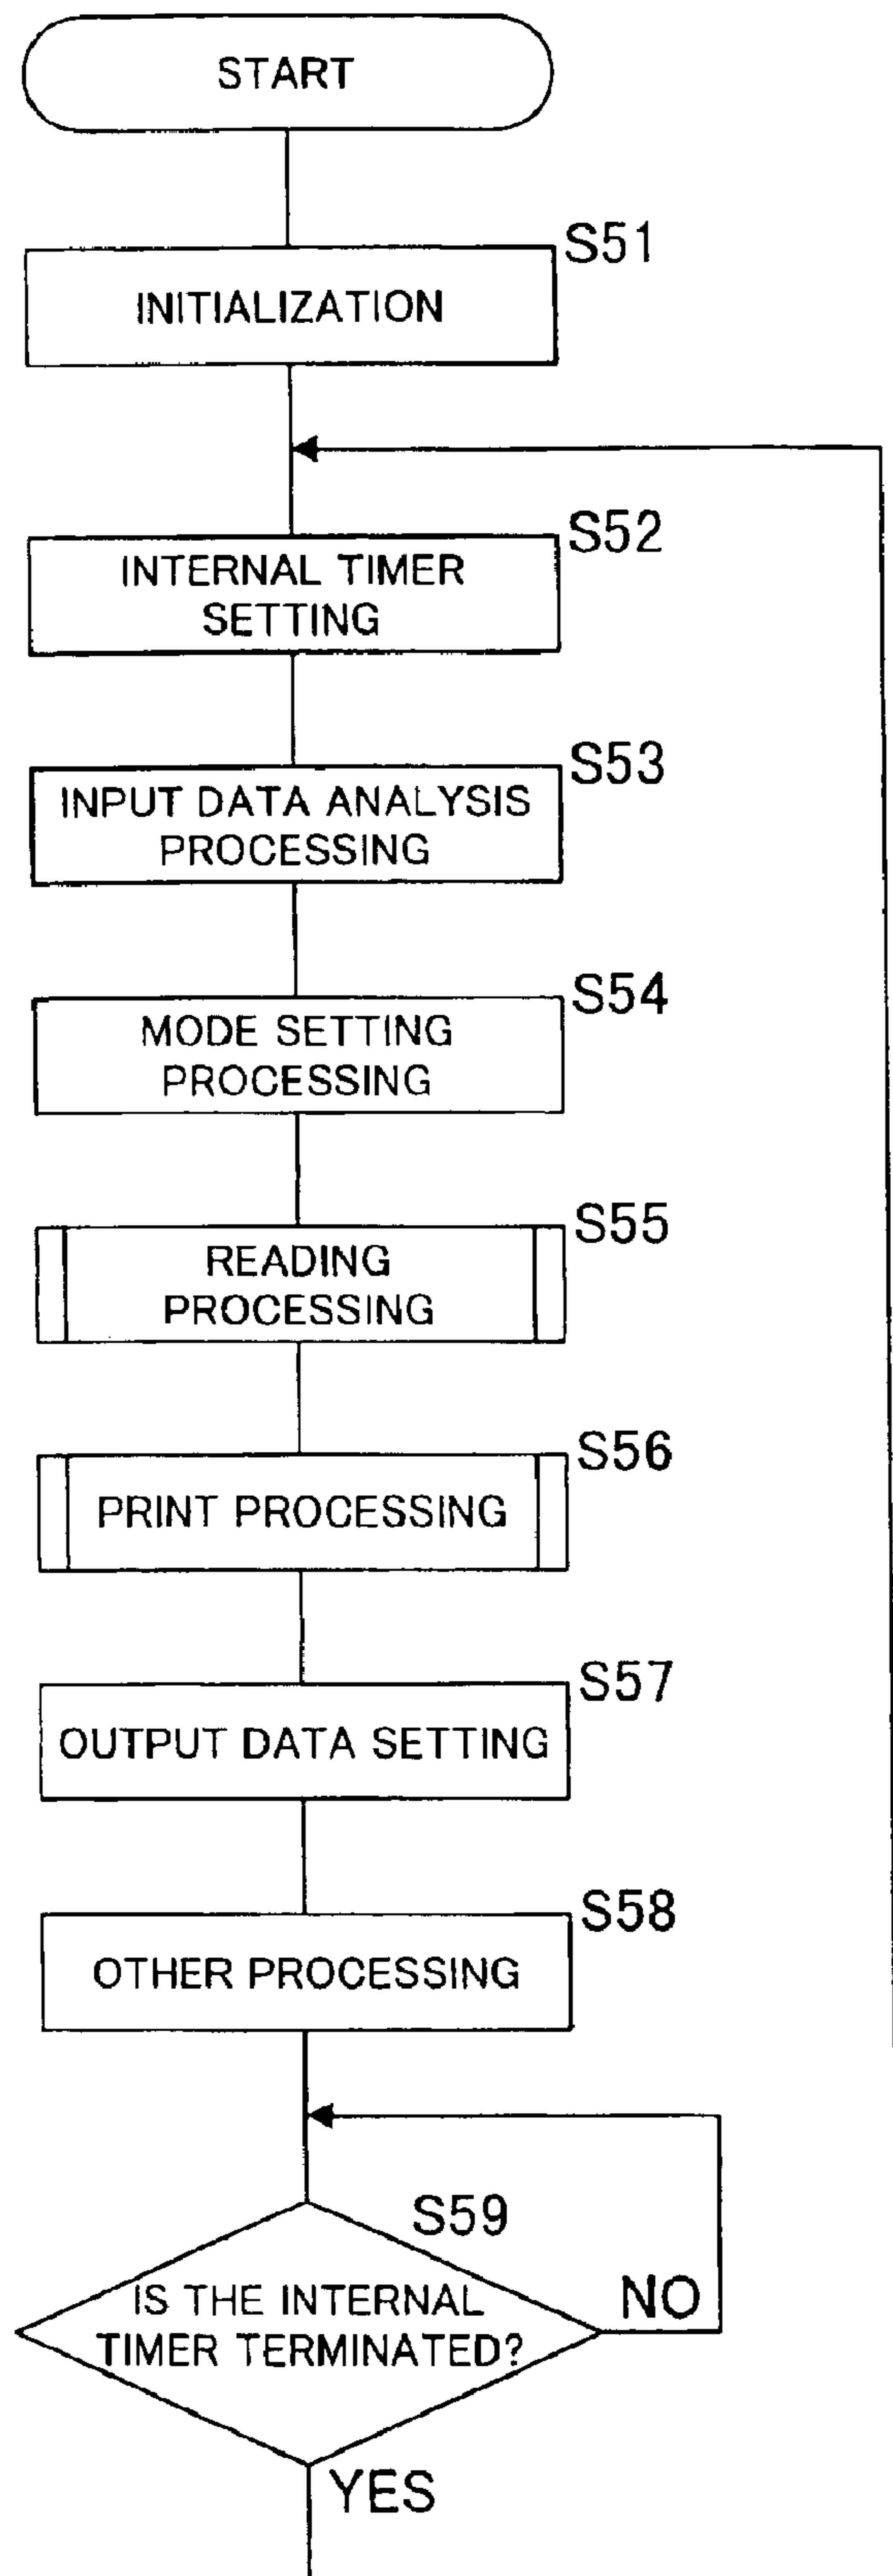 START
S51
INITIALIZATION
S52
INTERNAL TIMER
SETTING
S53
INPUT DATA ANALYSIS
PROCESSING
S54
MODE SETTING
PROCESSING
S55
READING
PROCESSING
S56
PRINT PROCESSING
S57
OUTPUT DATA SETTING
S58
OTHER PROCESSING
S59
IS THE INTERNAL
TIMER TERMINATED?
NO
YES